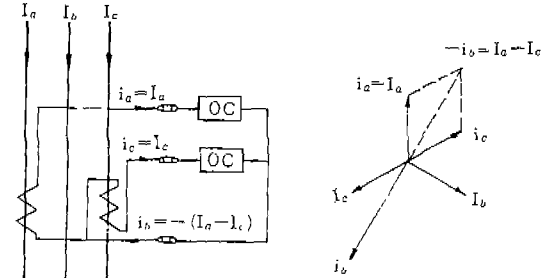 Ia Ib Ic
ia=Ia
OC
ic=Ic
OC
ib=-(Ia-Ic)
-ib=Ia-Ic
ia=Ia
ic
Ic
Ib
ib